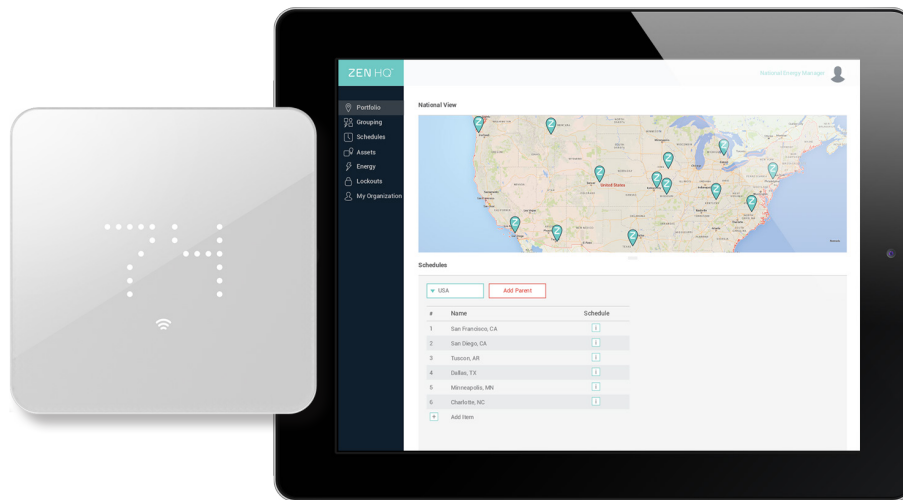 74
ZEN HQ
National Energy Manager
Portfolio
Grouping
Schedules
Assets
Energy
Lockouts
My Organization
National View
United States
Schedules
USA
Add Parent
# Name Schedule
1 San Francisco, CA i
2 San Diego, CA i
3 Tuscon, AR i
4 Dallas, TX i
5 Minneapolis, MN i
6 Charlotte, NC i
+ Add Item